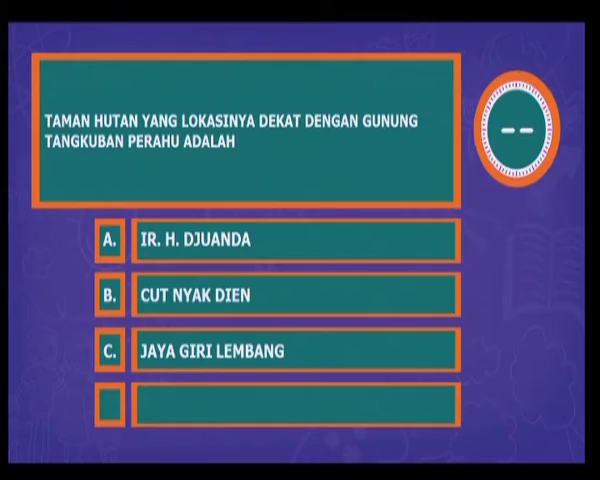 TAMAN HUTAN YANG LOKASINYA DEKAT DENGAN GUNUNG
TANGKUBAN PERAHU ADALAH
--
A. IR. H. DJUANDA
B. CUT NYAK DIEN
C. JAYA GIRI LEMBANG